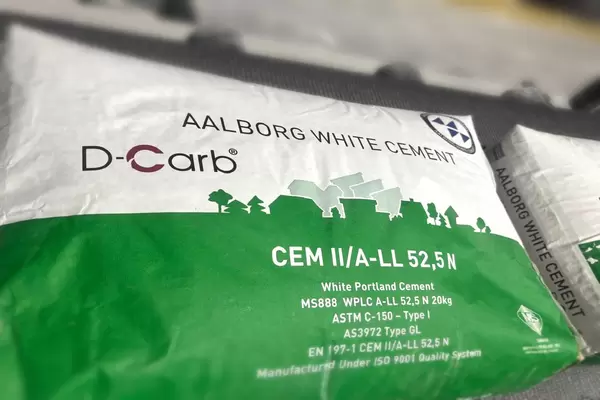 AALBORG WHITE CEMENT
D-Carb®
CEM II/A-LL 52,5 N
White Portland Cement
MS888 WPLC A-LL 52,5 N 20kg
ASTM C-150 – Type I
AS3972 Type GL
EN 197-1 CEM II/A-LL 52,5 N
Manufactured Under ISO 9001 Quality System
AALBORG WHITE CEMENT